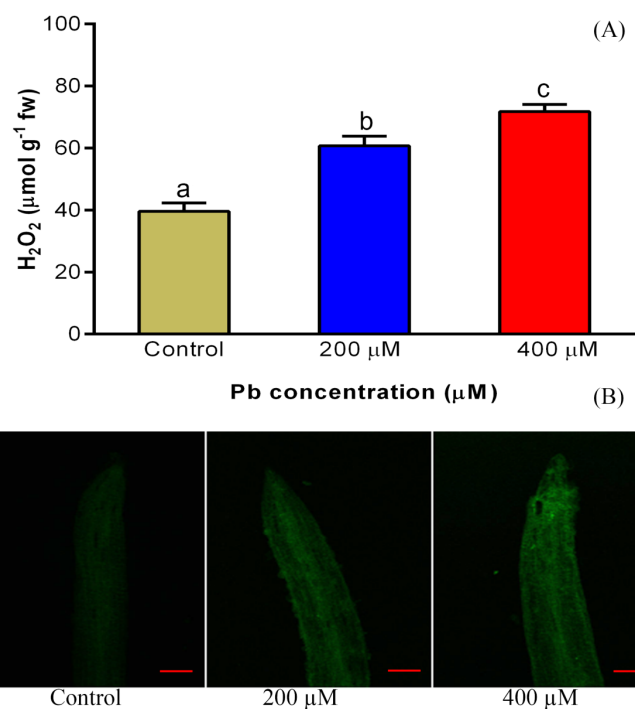 (A)
100
80
60
40
20
0
H₂O₂ (μmol g⁻¹ fw)
a
b
c
Control 200 μM 400 μM
Pb concentration (μM)
(B)
Control 200 μM 400 μM